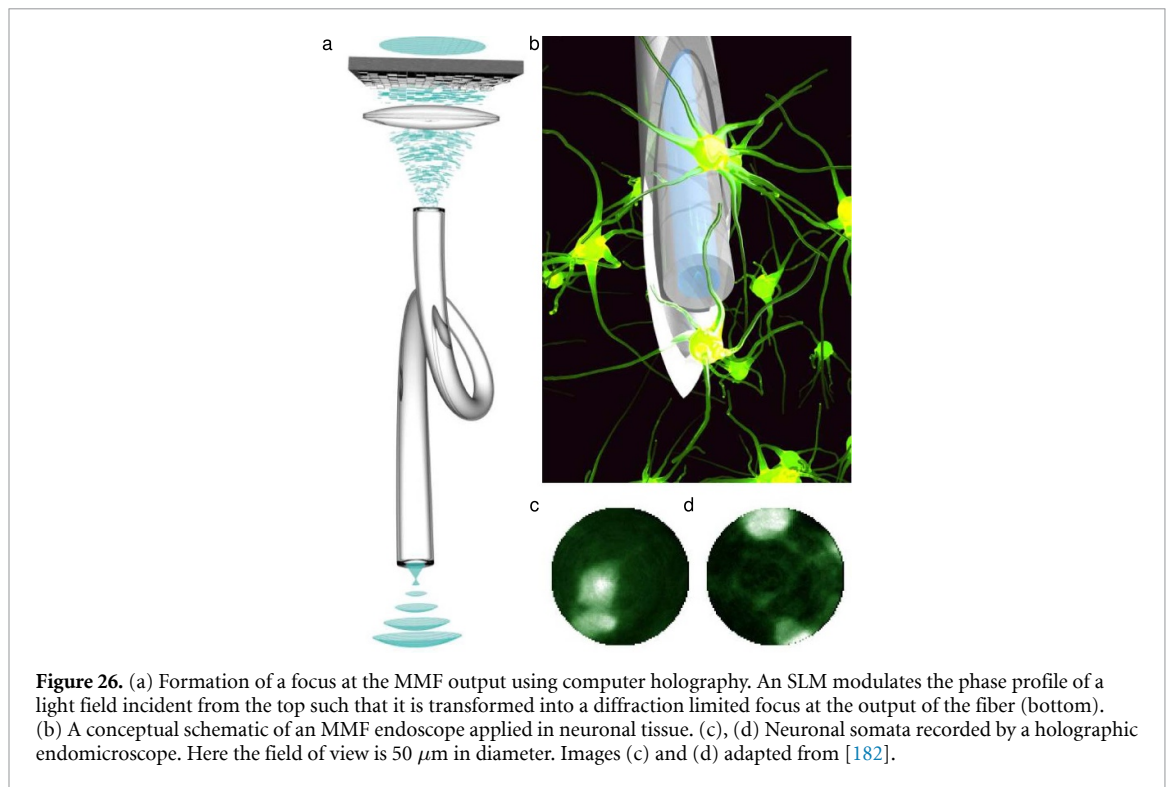 a
b
c
d
Figure 26. (a) Formation of a focus at the MMF output using computer holography. An SLM modulates the phase profile of a
light field incident from the top such that it is transformed into a diffraction limited focus at the output of the fiber (bottom).
(b) A conceptual schematic of an MMF endoscope applied in neuronal tissue. (c), (d) Neuronal somata recorded by a holographic
endomicroscope. Here the field of view is 50 μm in diameter. Images (c) and (d) adapted from [182].